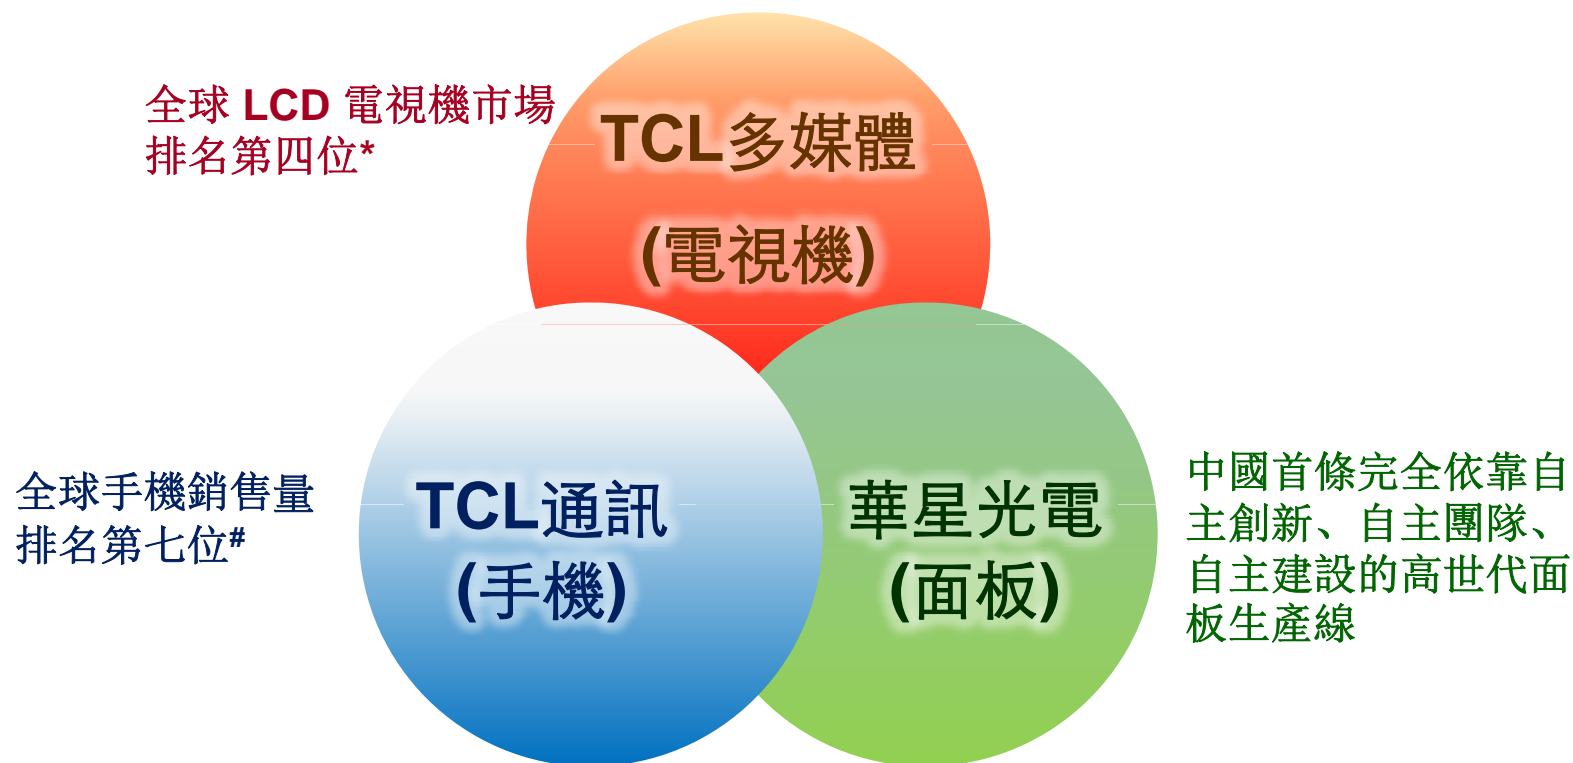 全球 LCD 電視機市場
排名第四位*
TCL多媒體
(電視機)
全球手機銷售量
排名第七位#
TCL通訊
(手機)
華星光電
(面板)
中國首條完全依靠自
主創新、自主團隊、
自主建設的高世代面
板生產線